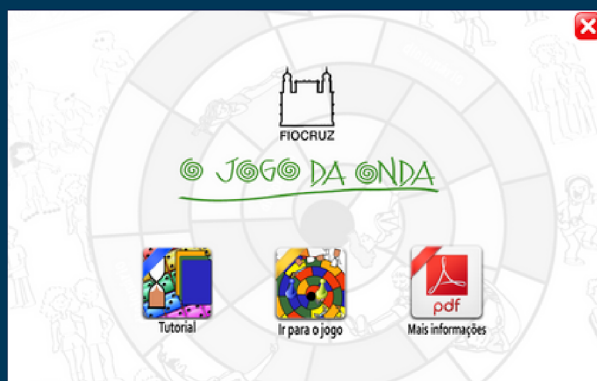 FIOCRUZ
O JOGO DA ONDA
Tutorial
Ir para o jogo
pdf
Mais informações